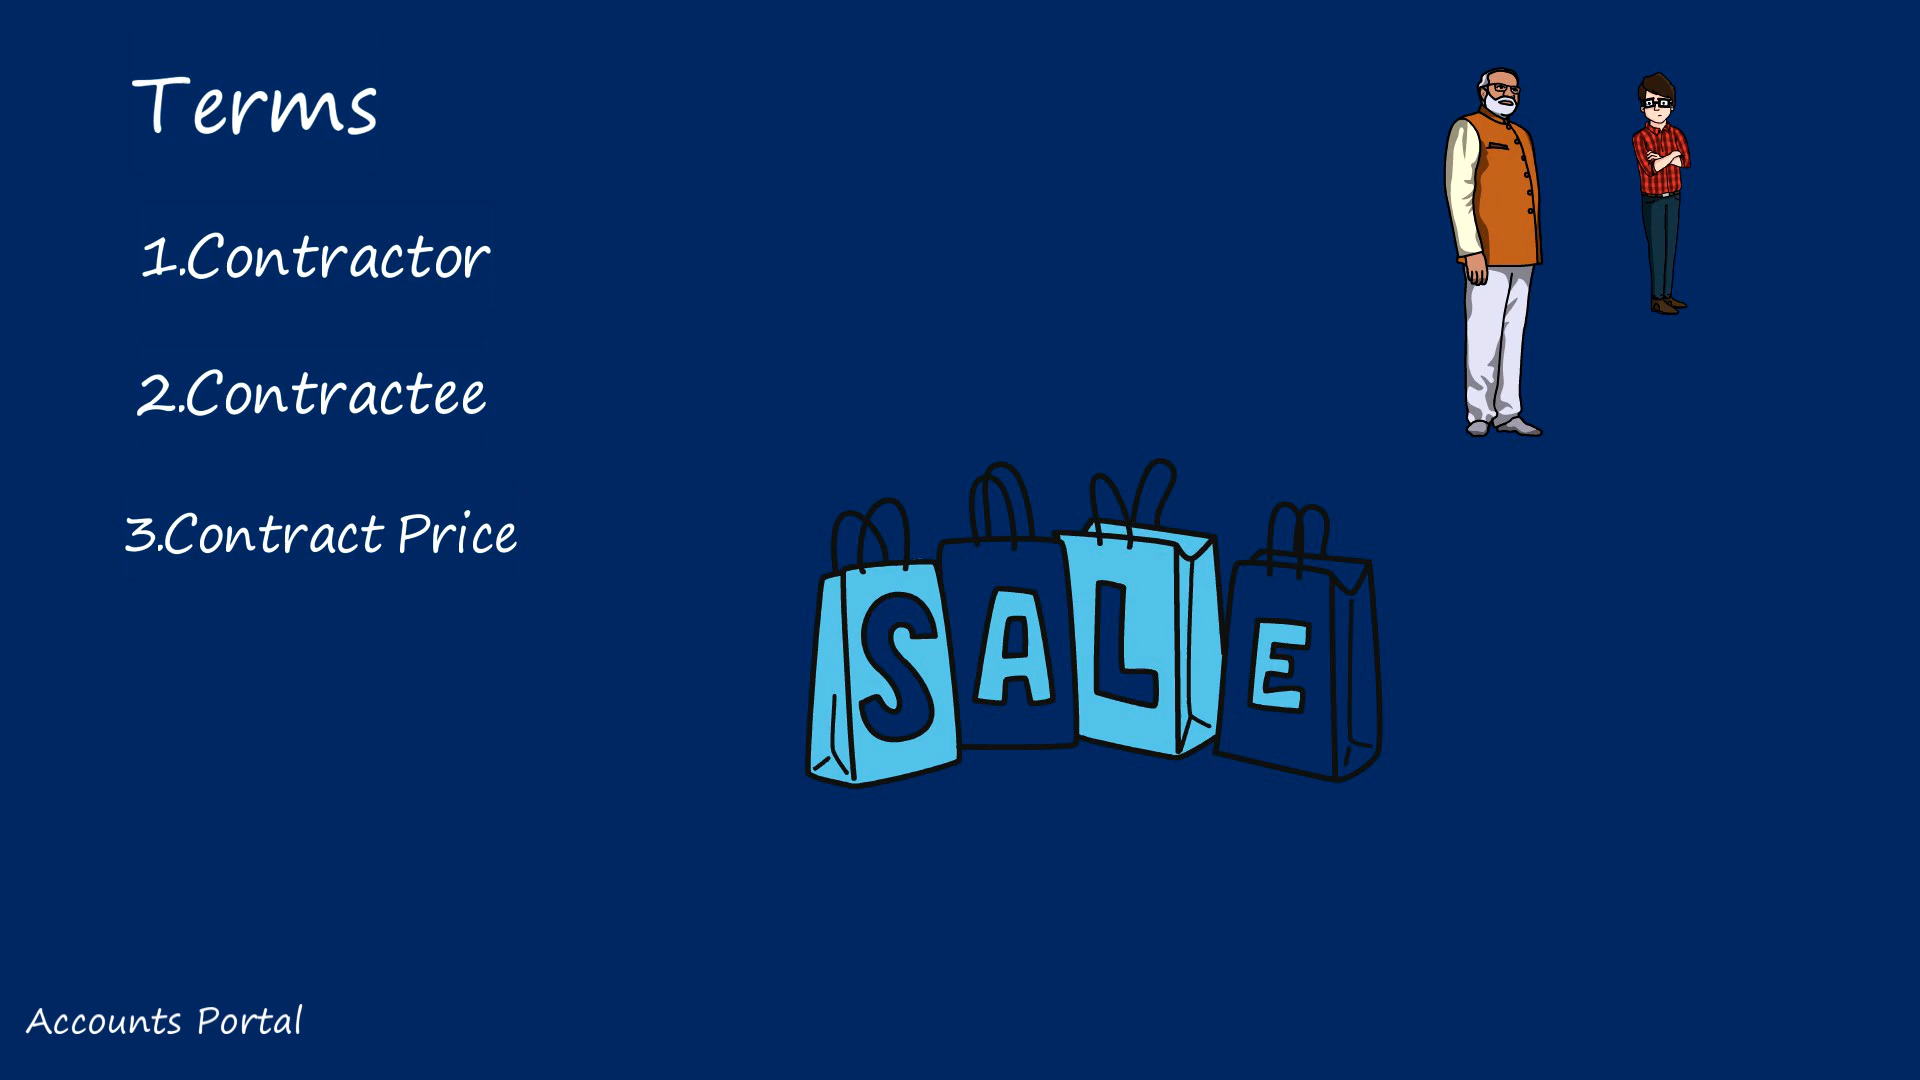 Terms
1.Contractor
2.Contractee
3.Contract Price
SALE
Accounts Portal